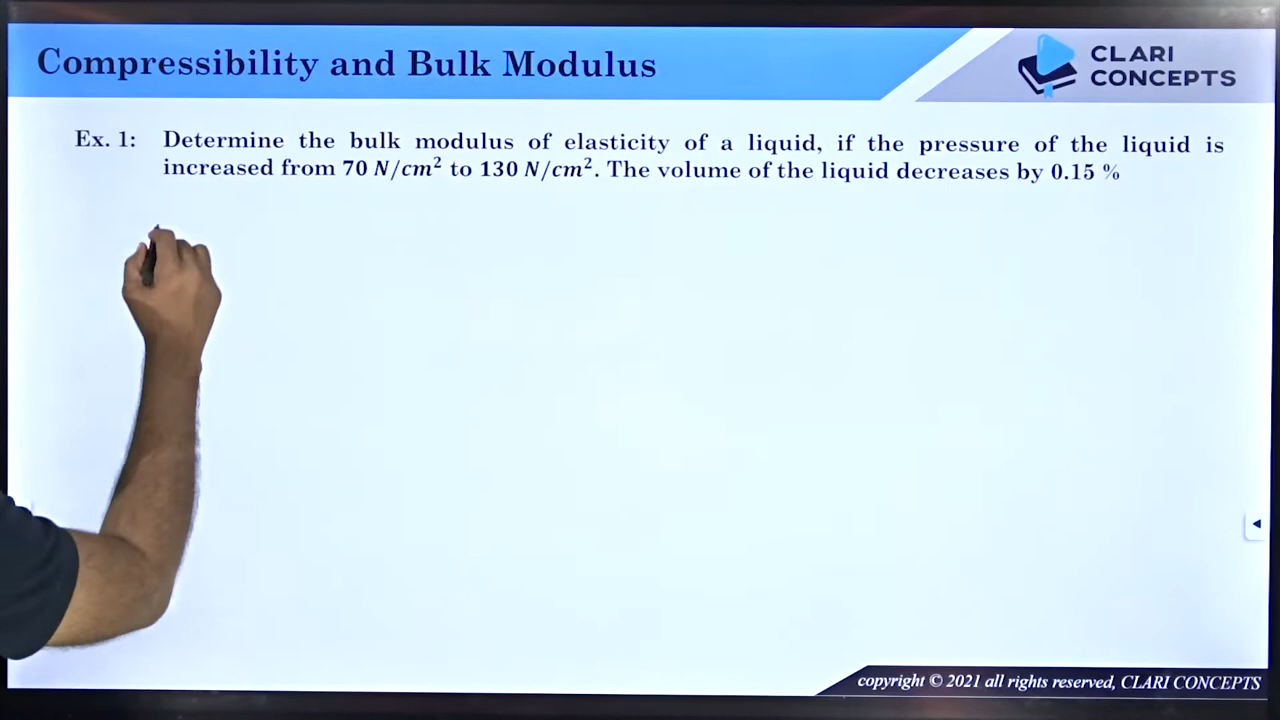 Compressibility and Bulk Modulus
CLARI
CONCEPTS
Ex. 1: Determine the bulk modulus of elasticity of a liquid, if the pressure of the liquid is
increased from 70 N/cm² to 130 N/cm². The volume of the liquid decreases by 0.15 %
copyright © 2021 all rights reserved, CLARI CONCEPTS